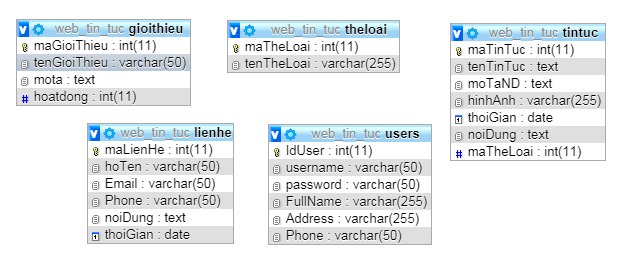 web_tin_tuc gioithieu
maGioiThieu : int(11)
tenGioiThieu : varchar(50)
mota : text
# hoatdong : int(11)
web_tin_tuc theloai
maTheLoai : int(11)
tenTheLoai : varchar(255)
web_tin_tuc tintuc
maTinTuc : int(11)
tenTinTuc : text
moTaND : text
hinhAnh : varchar(255)
thoiGian : date
noiDung : text
# maTheLoai : int(11)
web_tin_tuc lienhe
maLienHe : int(11)
hoTen : varchar(50)
Email : varchar(50)
Phone : varchar(50)
noiDung : text
thoiGian : date
web_tin_tuc users
IdUser : int(11)
username : varchar(50)
password : varchar(50)
FullName : varchar(255)
Address : varchar(255)
Phone : varchar(50)